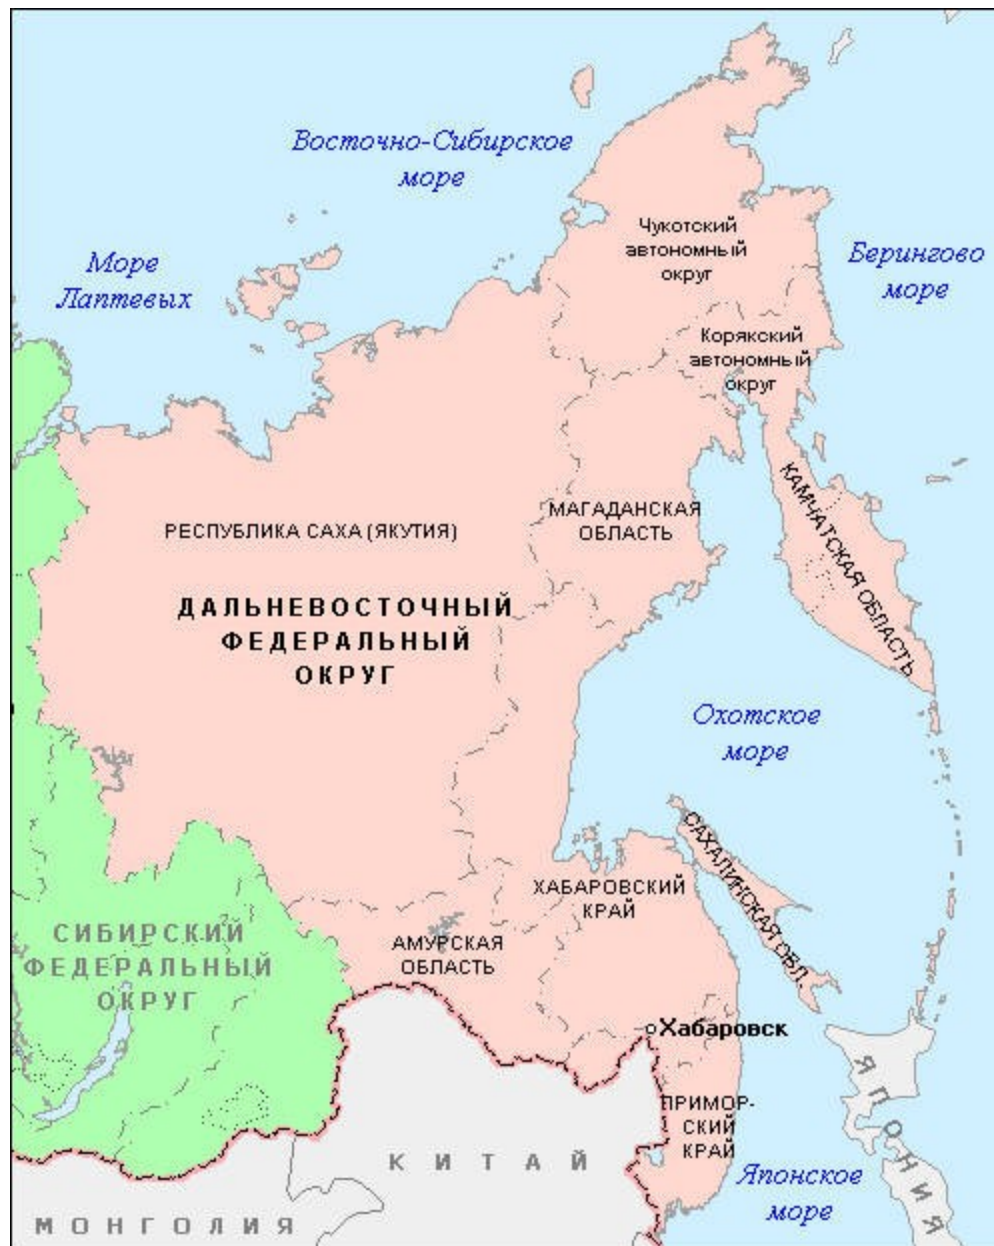 Восточно-Сибирское
море
Чукотский
автономный
округ
Море
Лаптевых
Берингово
море
Корякский
автономный
округ
МАГАДАНСКАЯ
ОБЛАСТЬ
КАМЧАТСКАЯ ОБЛАСТЬ
РЕСПУБЛИКА САХА (ЯКУТИЯ)
ДАЛЬНЕВОСТОЧНЫЙ
ФЕДЕРАЛЬНЫЙ
ОКРУГ
Охотское
море
САХАЛИНСКАЯ ОБЛ.
ХАБАРОВСКИЙ
КРАЙ
СИБИРСКИЙ
ФЕДЕРАЛЬНЫЙ
ОКРУГ
АМУРСКАЯ
ОБЛАСТЬ
Хабаровск
ЯПОНИЯ
ПРИМОР-
СКИЙ
КРАЙ
КИТАЙ
Японское
море
МОНГОЛИЯ